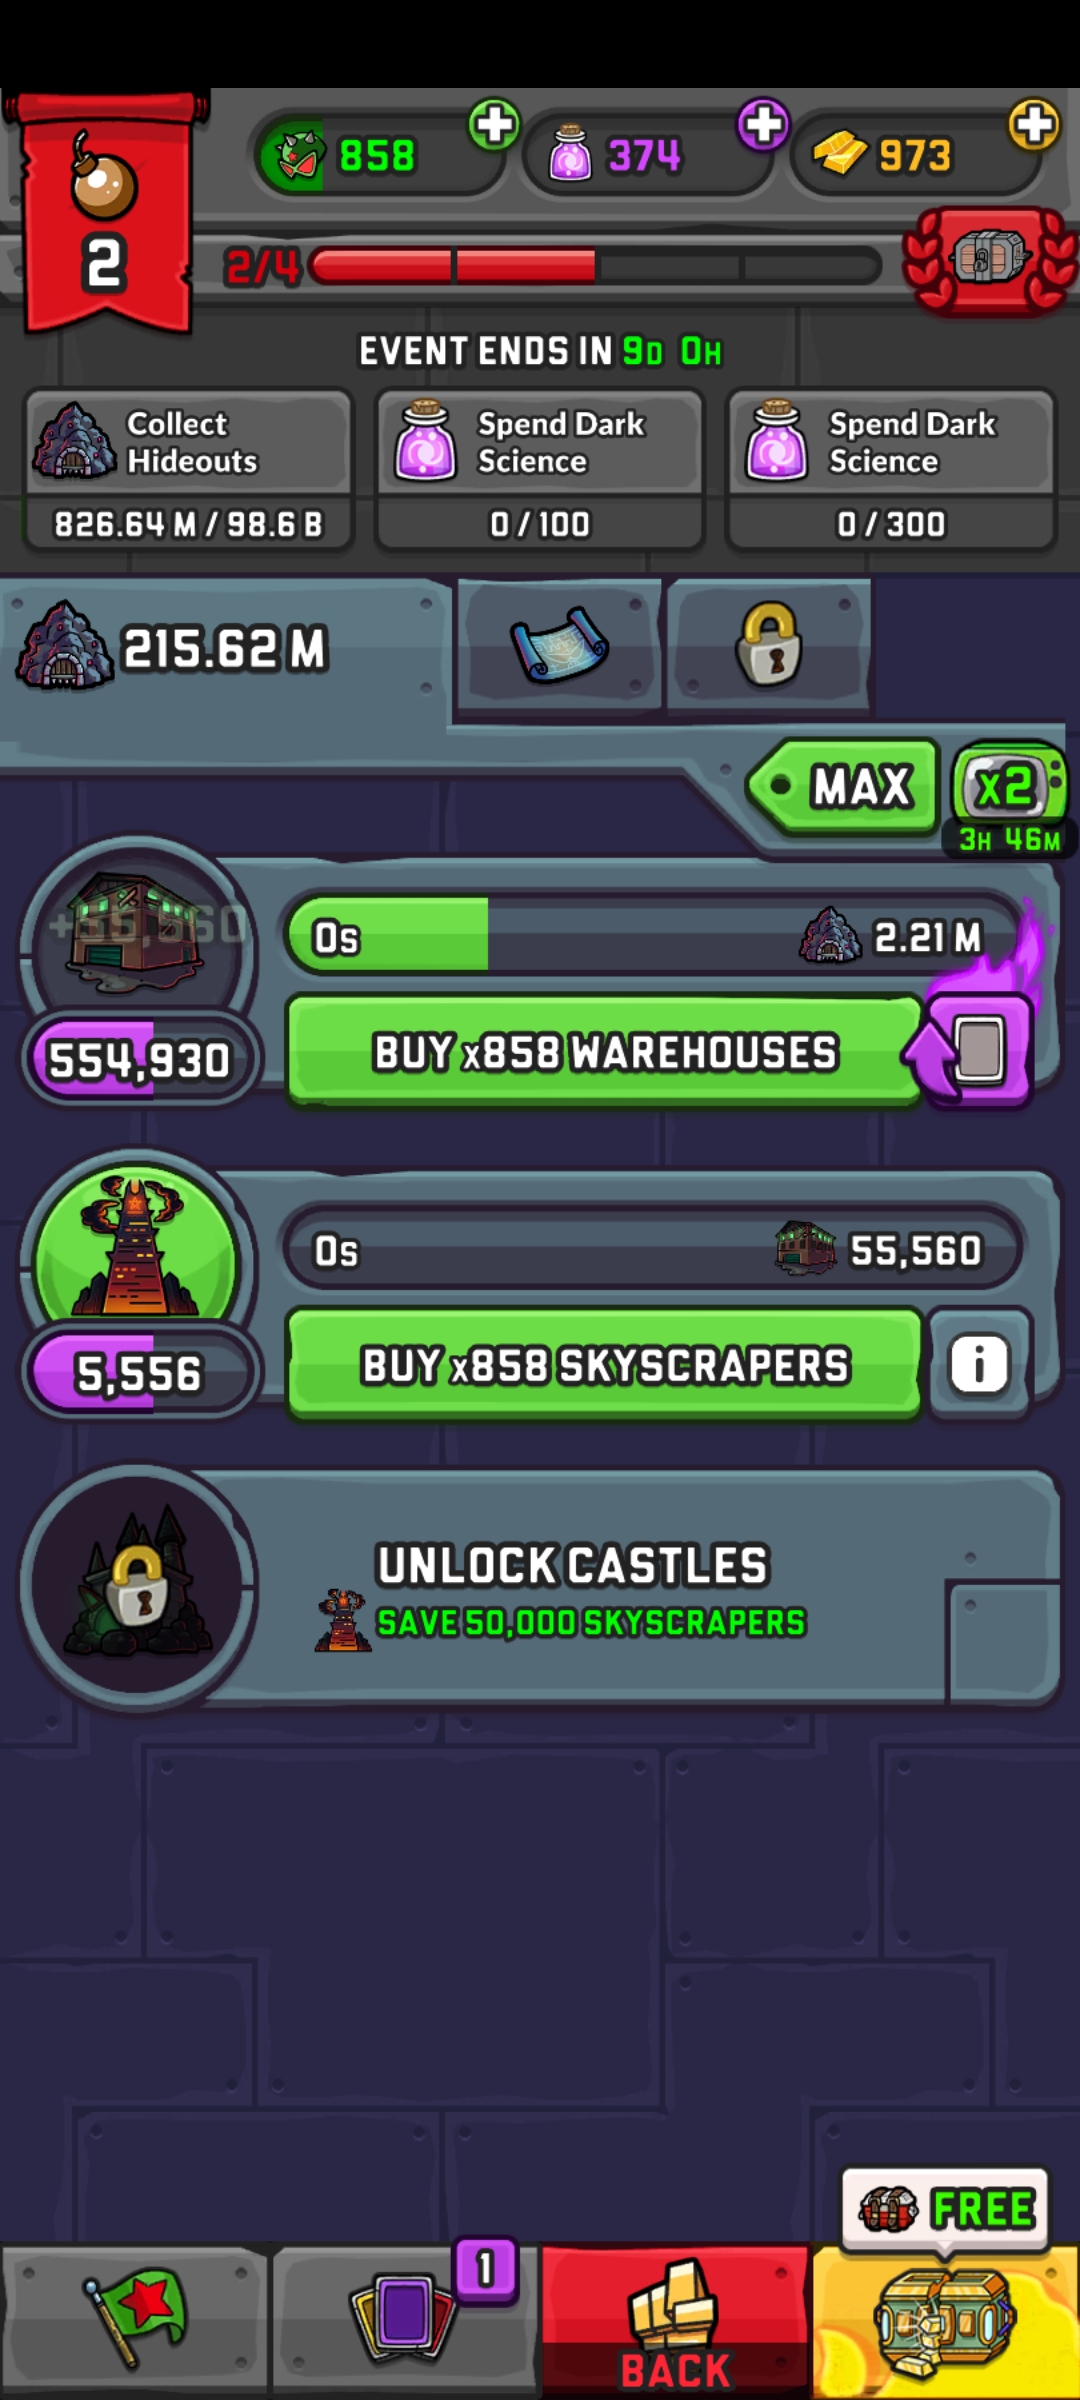 858
374
973
2
2/4
EVENT ENDS IN 9D 0H
Collect
Hideouts
826.64 M / 98.6 B
Spend Dark
Science
0 / 100
Spend Dark
Science
0 / 300
215.62 M
MAX
x2
3H 46M
+55,560
0s
2.21 M
554,930
BUY x858 WAREHOUSES
0s
55,560
5,556
BUY x858 SKYSCRAPERS
i
UNLOCK CASTLES
SAVE 50,000 SKYSCRAPERS
FREE
1
BACK